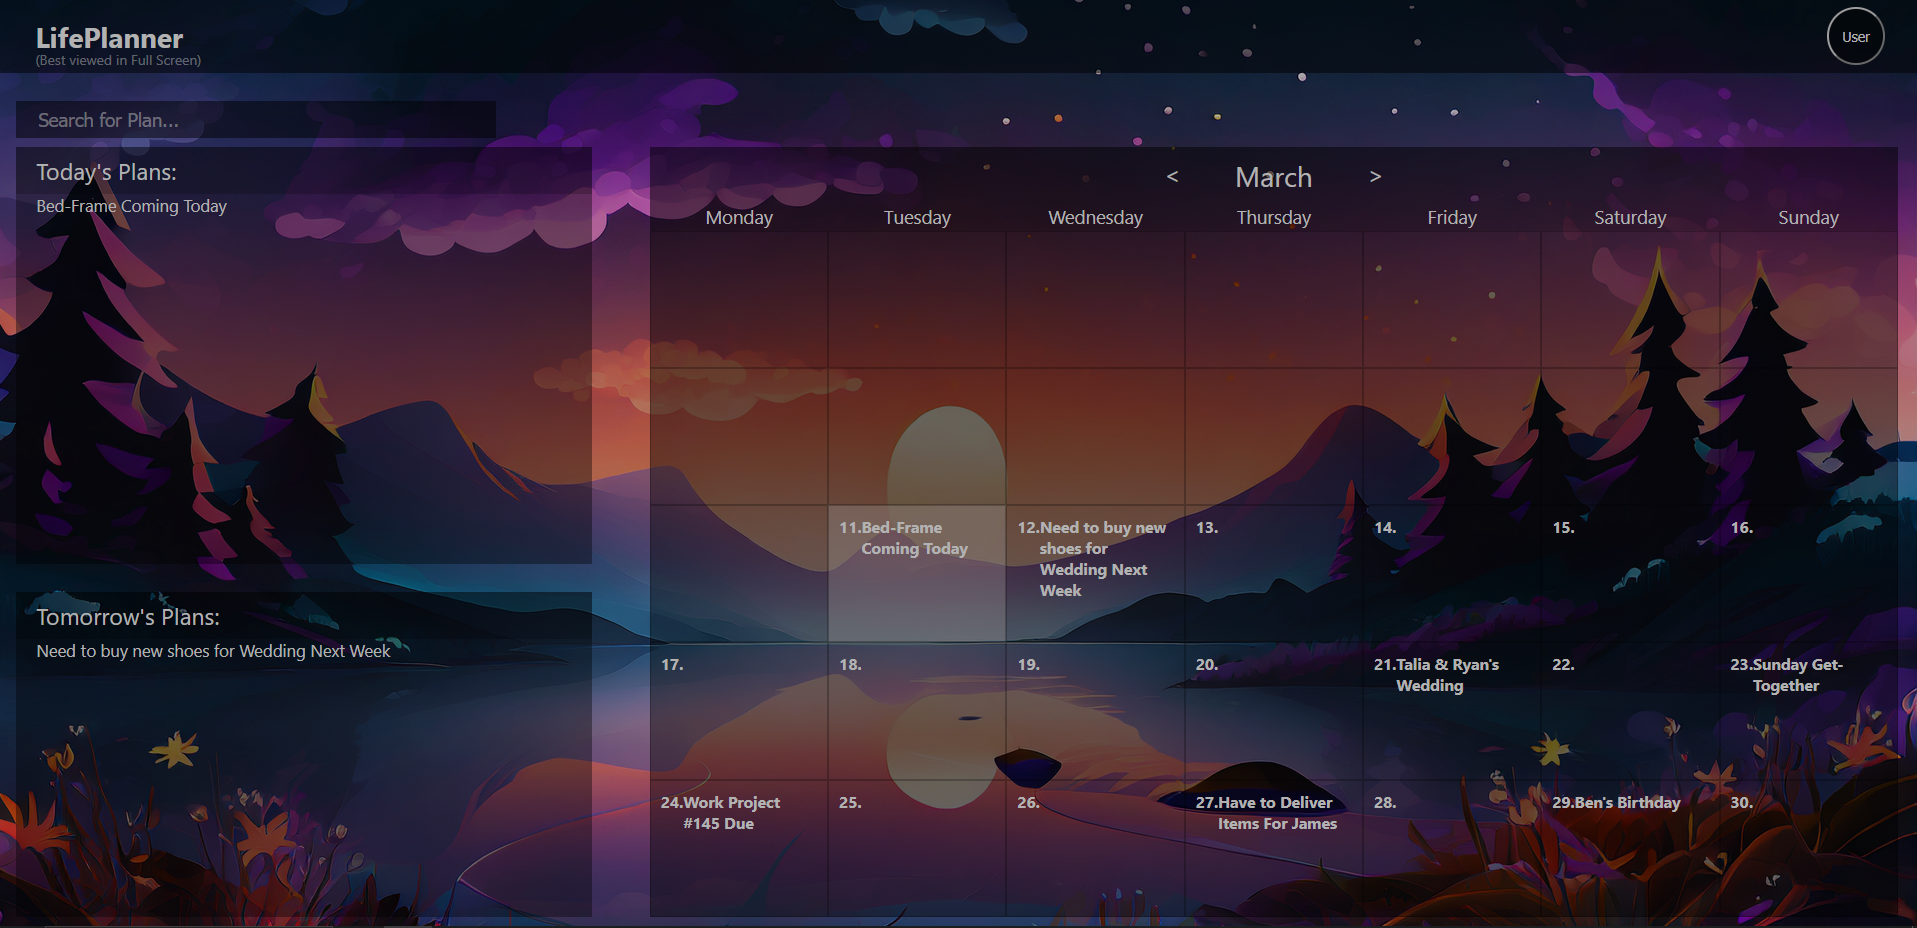 LifePlanner
(Best viewed in Full Screen)
User
Search for Plan...
Today's Plans:
Bed-Frame Coming Today
Tomorrow's Plans:
Need to buy new shoes for Wedding Next Week
< March >
Monday Tuesday Wednesday Thursday Friday Saturday Sunday
11.Bed-Frame
Coming Today
12.Need to buy new
shoes for
Wedding Next
Week
13.
14.
15.
16.
17.
18.
19.
20.
21.Talia & Ryan's
Wedding
22.
23.Sunday Get-
Together
24.Work Project
#145 Due
25.
26.
27.Have to Deliver
Items For James
28.
29.Ben's Birthday
30.